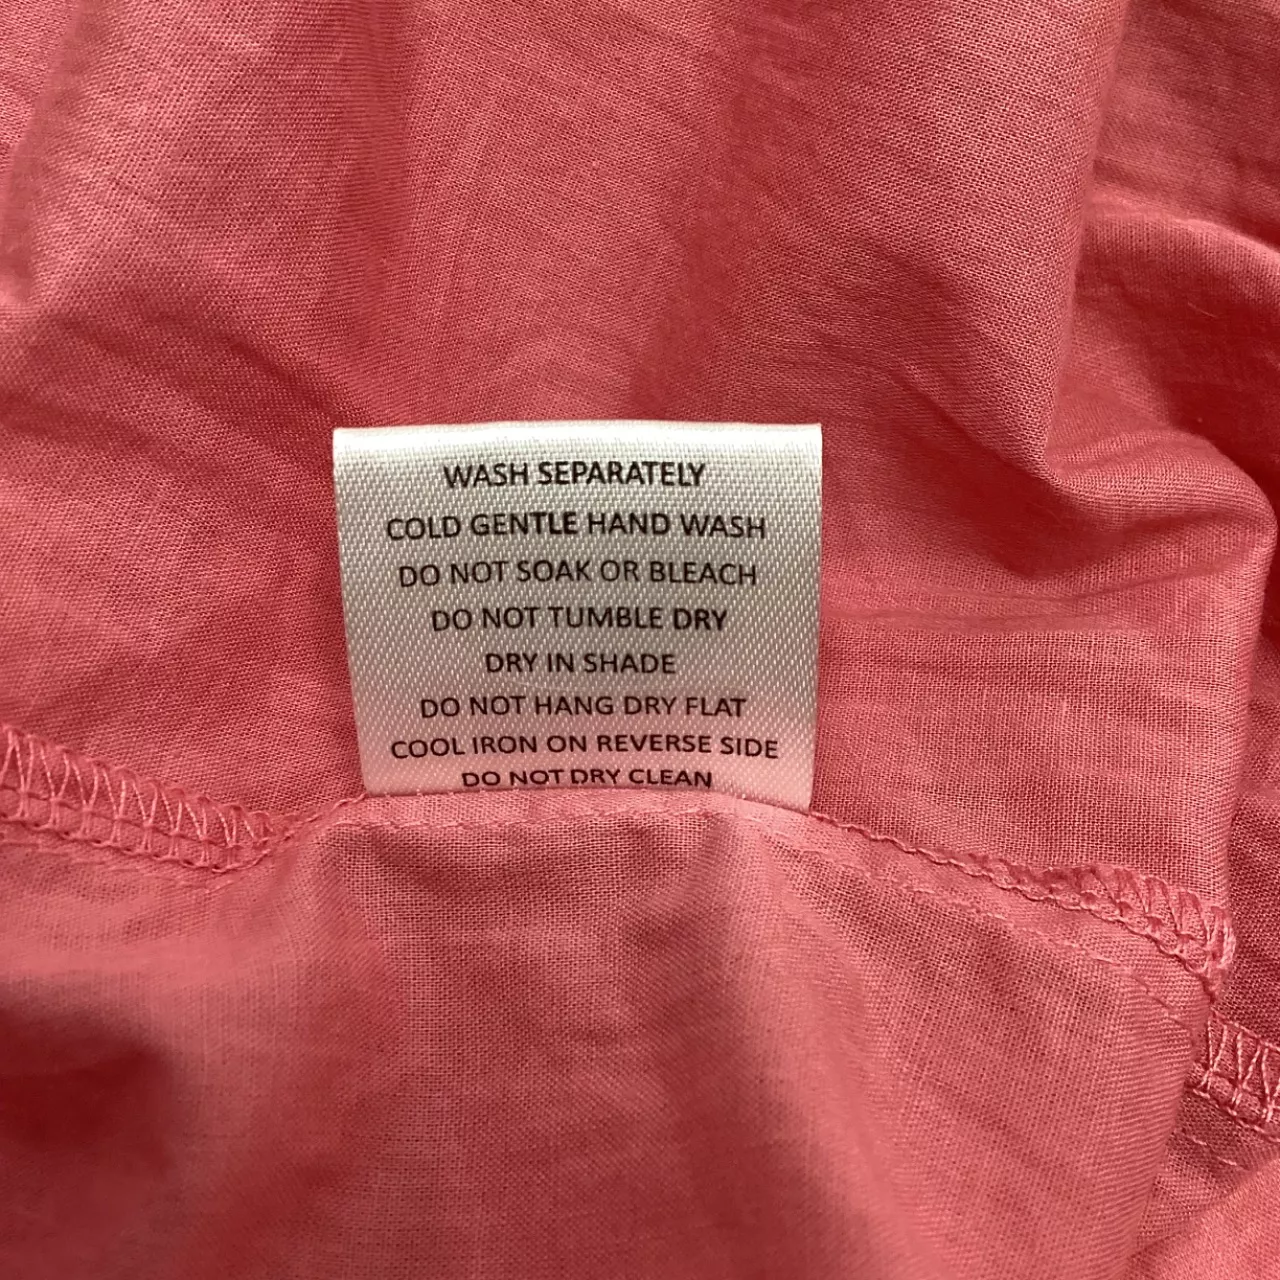 WASH SEPARATELY
COLD GENTLE HAND WASH
DO NOT SOAK OR BLEACH
DO NOT TUMBLE DRY
DRY IN SHADE
DO NOT HANG DRY FLAT
COOL IRON ON REVERSE SIDE
DO NOT DRY CLEAN